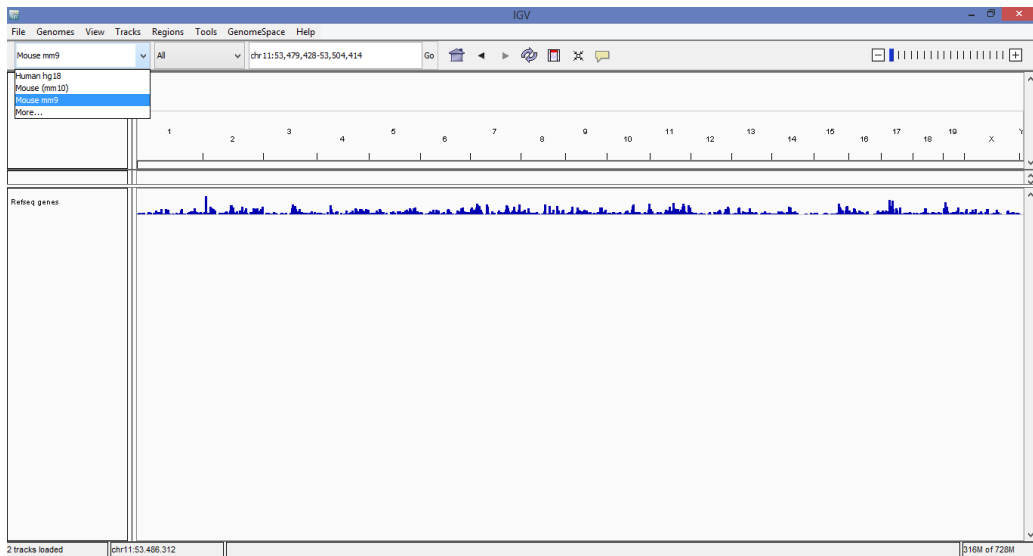 IGV
File Genomes View Tracks Regions Tools GenomeSpace Help
Mouse mm9 All chr11:53,479,428-53,504,414 Go
Human hg18
Mouse (mm10)
Mouse mm9
More...
1 2 3 4 5 6 7 8 9 10 11 12 13 14 15 16 17 18 19 X Y
Refseq genes
2 tracks loaded chr11:53.486.312 316M of 728M